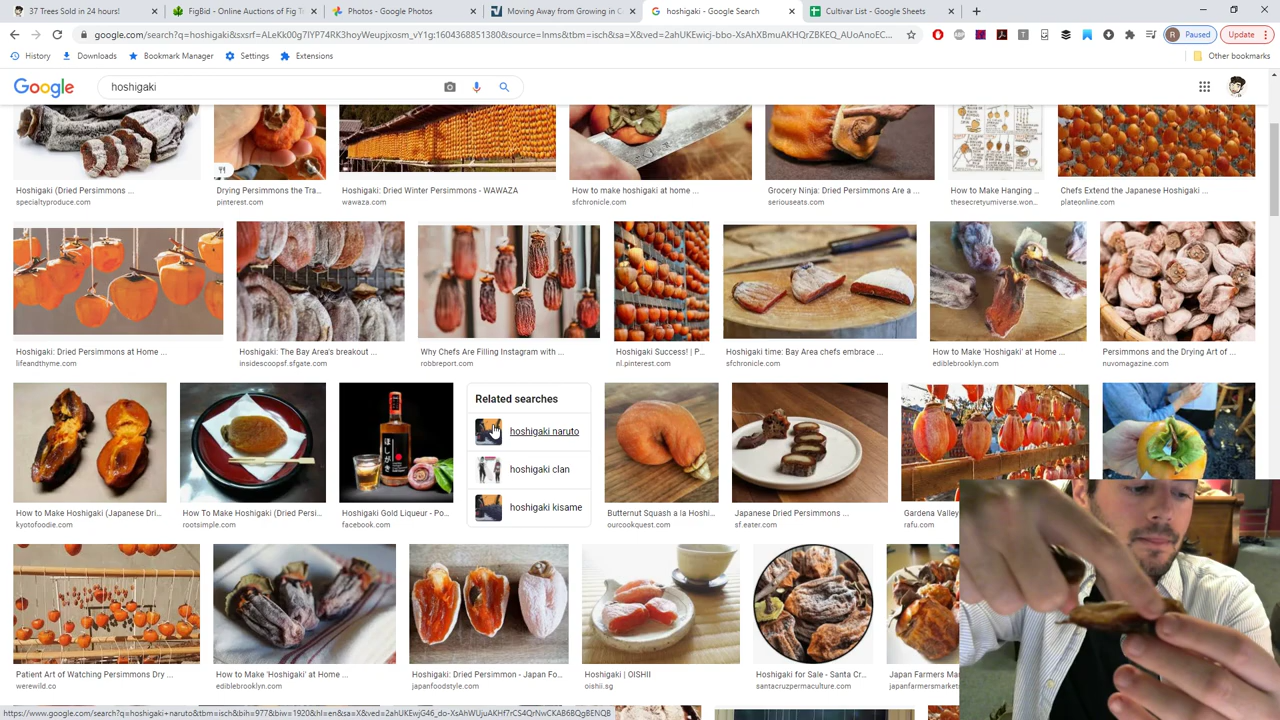 37 Trees Sold in 24 hours!
FigBid - Online Auctions of Fig T
Photos - Google Photos
Moving Away from Growing in C
hoshigaki - Google Search
Cultivar List - Google Sheets
Paused
Update
History
Downloads
Bookmark Manager
Settings
Extensions
Other bookmarks
Google
hoshigaki
Hoshigaki (Dried Persimmons ...
specialtyproduce.com
Drying Persimmons the Tra...
pinterest.com
Hoshigaki: Dried Winter Persimmons - WAWAZA
wawaza.com
How to make hoshigaki at home ...
sfchronicle.com
Grocery Ninja: Dried Persimmons Are a ...
seriouseats.com
How to Make Hanging ...
thesecretyumiverse.won...
Chefs Extend the Japanese Hoshigaki ...
plateonline.com
Hoshigaki: Dried Persimmons at Home ...
lifeandthyme.com
Hoshigaki: The Bay Area's breakout ...
insidescoopsf.sfgate.com
Why Chefs Are Filling Instagram with ...
robbreport.com
Hoshigaki Success! | P...
nl.pinterest.com
Hoshigaki time: Bay Area chefs embrace ...
sfchronicle.com
How to Make 'Hoshigaki' at Home ...
ediblebrooklyn.com
Persimmons and the Drying Art of ...
nuvomagazine.com
How to Make Hoshigaki (Japanese Dri...
kyotofoodie.com
How To Make Hoshigaki (Dried Persi...
rootsimple.com
ほしがき
Hoshigaki Gold Liqueur - Po...
facebook.com
Related searches
hoshigaki naruto
hoshigaki clan
hoshigaki kisame
Butternut Squash a la Hoshi...
ourcookquest.com
Japanese Dried Persimmons ...
sf.eater.com
Gardena Valley
rafu.com
Patient Art of Watching Persimmons Dry ...
werewild.co
How to Make 'Hoshigaki' at Home ...
ediblebrooklyn.com
Hoshigaki: Dried Persimmon - Japan Fo...
japanfoodstyle.com
Hoshigaki | OISHII
oishii.sg
Hoshigaki for Sale - Santa Cr...
santacruzpermaculture.com
Japan Farmers Ma
japanfarmersmarkets